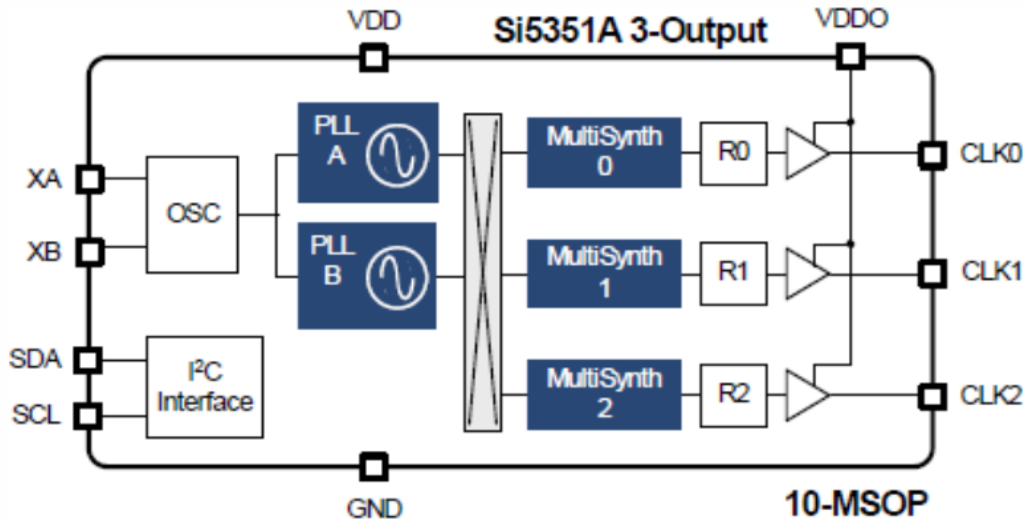 VDD
Si5351A 3-Output
VDDO
PLL
A
MultiSynth
0
R0
CLK0
XA
OSC
XB
PLL
B
MultiSynth
1
R1
CLK1
SDA
I²C
Interface
SCL
MultiSynth
2
R2
CLK2
GND
10-MSOP